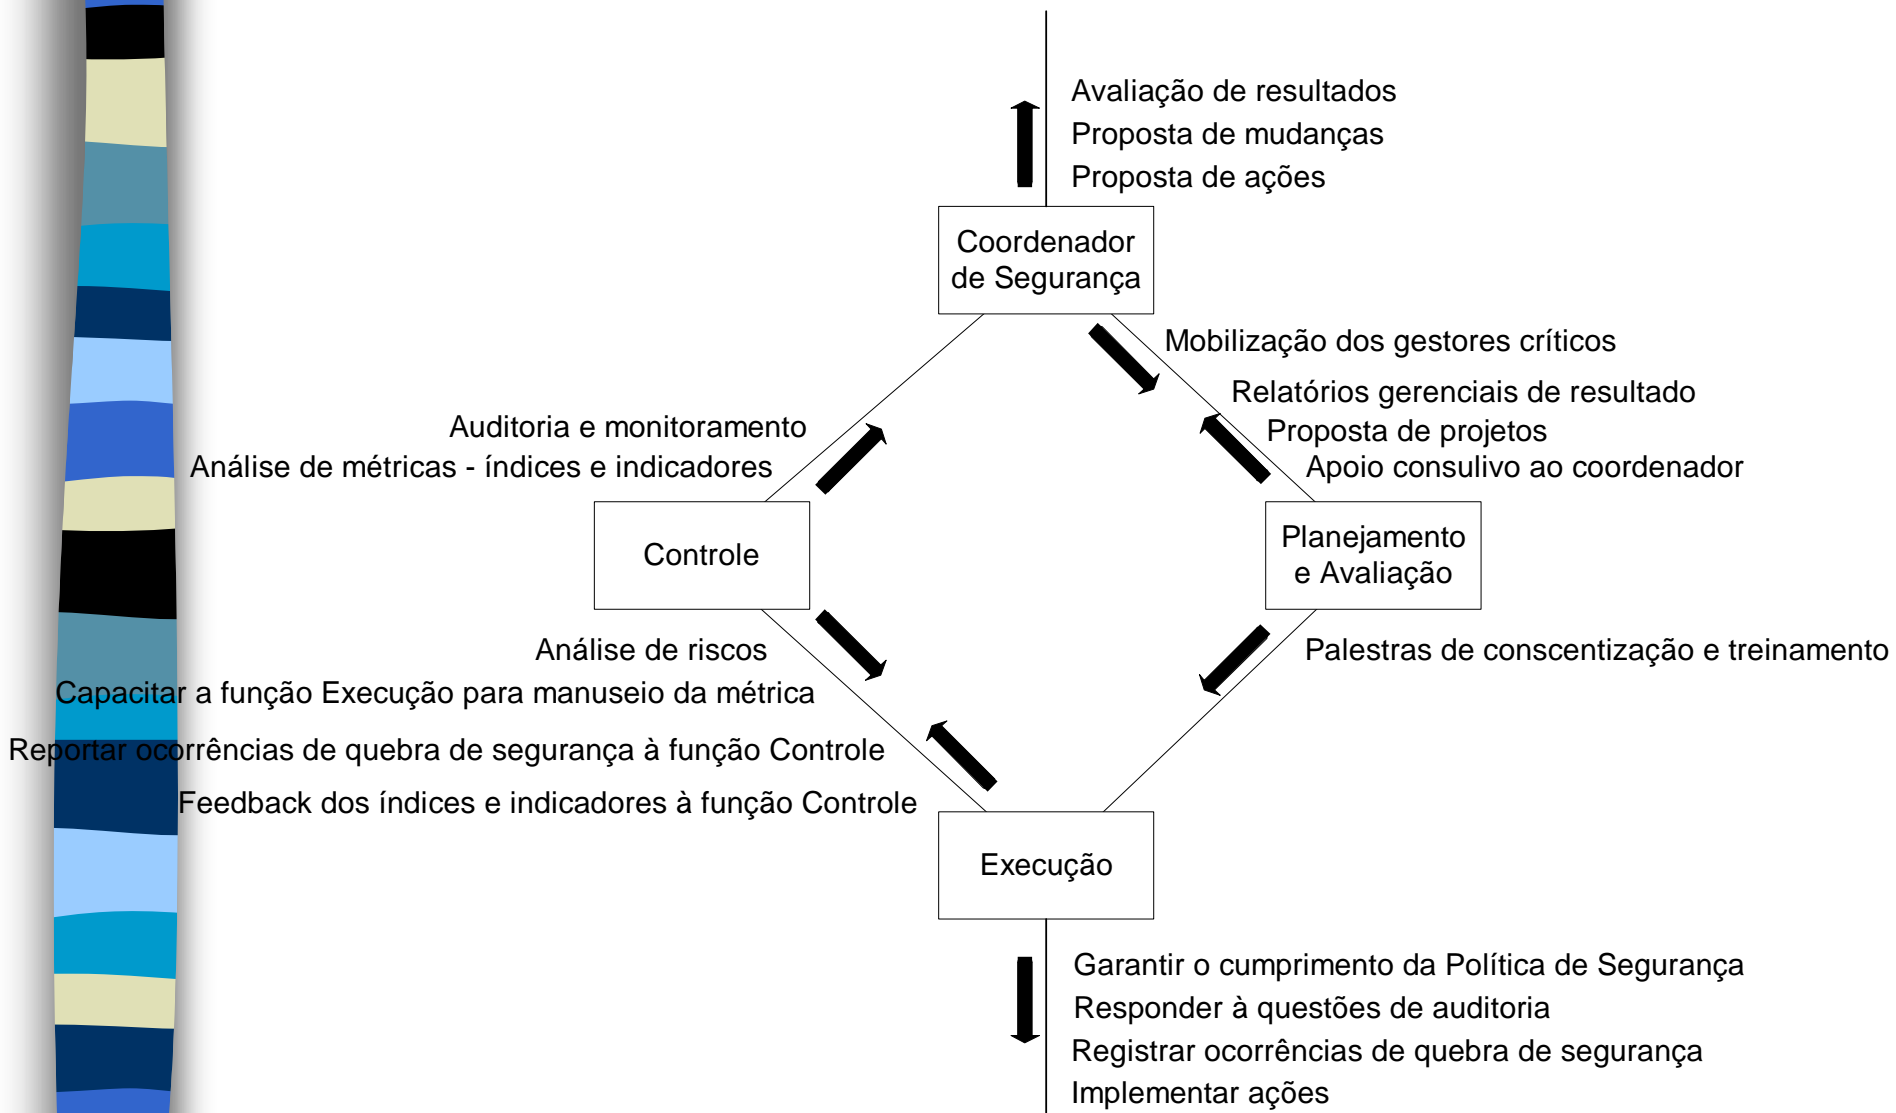 Avaliação de resultados
Proposta de mudanças
Proposta de ações
Coordenador
de Segurança
Mobilização dos gestores críticos
Relatórios gerenciais de resultado
Proposta de projetos
Apoio consulivo ao coordenador
Auditoria e monitoramento
Análise de métricas - índices e indicadores
Controle
Planejamento
e Avaliação
Análise de riscos
Capacitar a função Execução para manuseio da métrica
Reportar ocorrências de quebra de segurança à função Controle
Feedback dos índices e indicadores à função Controle
Palestras de conscentização e treinamento
Execução
Garantir o cumprimento da Política de Segurança
Responder à questões de auditoria
Registrar ocorrências de quebra de segurança
Implementar ações